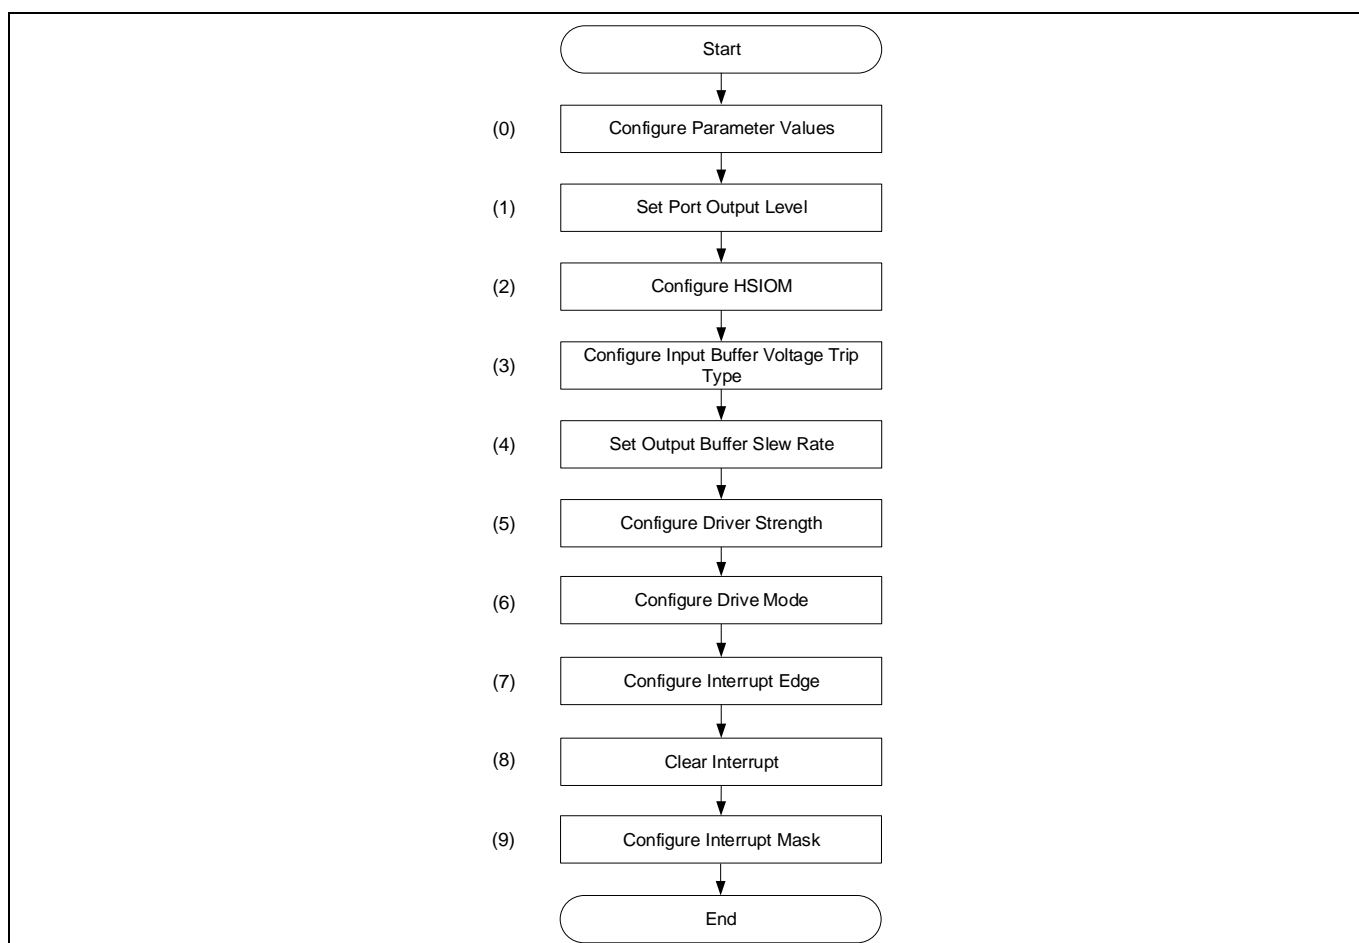 Start
(0) Configure Parameter Values
(1) Set Port Output Level
(2) Configure HSIOM
(3) Configure Input Buffer Voltage Trip
Type
(4) Set Output Buffer Slew Rate
(5) Configure Driver Strength
(6) Configure Drive Mode
(7) Configure Interrupt Edge
(8) Clear Interrupt
(9) Configure Interrupt Mask
End